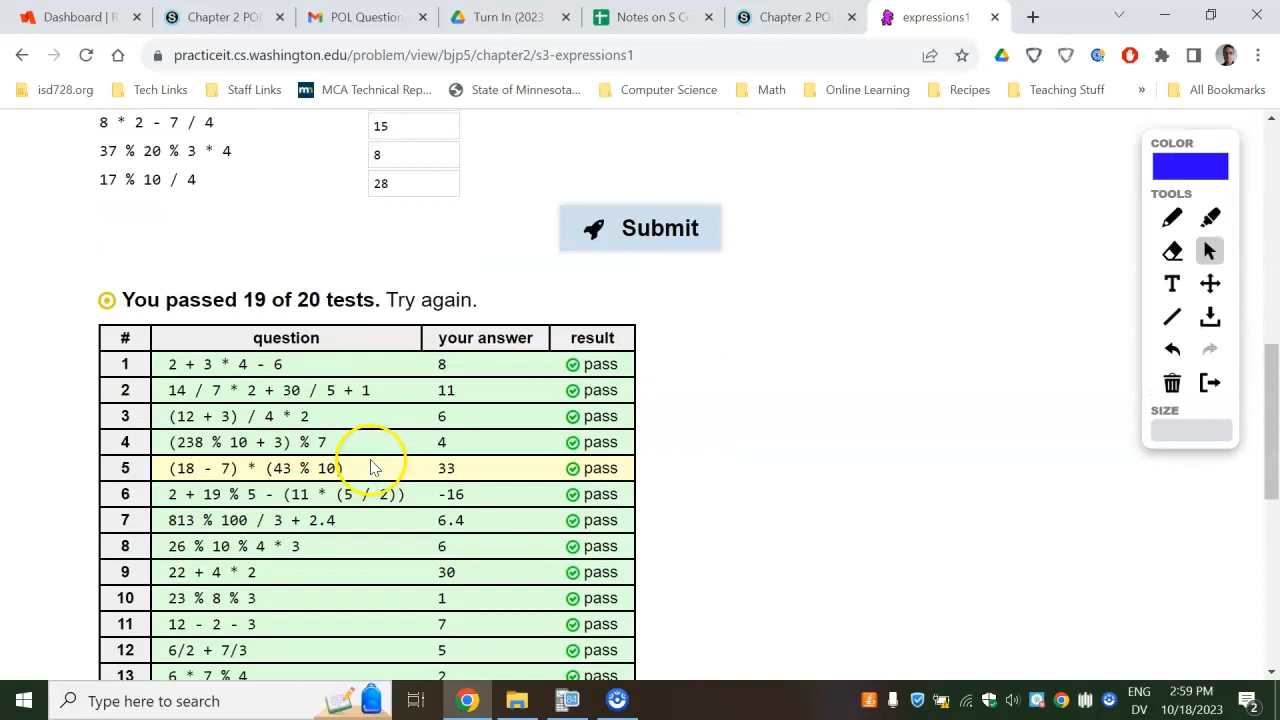 Dashboard | R
Chapter 2 POL
POL Question
Turn In (2023
Notes on S C
Chapter 2 POL
expressions1
practiceit.cs.washington.edu/problem/view/bjp5/chapter2/s3-expressions1
isd728.org
Tech Links
Staff Links
MCA Technical Rep...
State of Minnesota...
Computer Science
Math
Online Learning
Recipes
Teaching Stuff
»
All Bookmarks
8 * 2 - 7 / 4 15
37 % 20 % 3 * 4 8
17 % 10 / 4 28
Submit
You passed 19 of 20 tests. Try again.
# question your answer result
1 2 + 3 * 4 - 6 8 pass
2 14 / 7 * 2 + 30 / 5 + 1 11 pass
3 (12 + 3) / 4 * 2 6 pass
4 (238 % 10 + 3) % 7 4 pass
5 (18 - 7) * (43 % 10) 33 pass
6 2 + 19 % 5 - (11 * (5 / 2)) -16 pass
7 813 % 100 / 3 + 2.4 6.4 pass
8 26 % 10 % 4 * 3 6 pass
9 22 + 4 * 2 30 pass
10 23 % 8 % 3 1 pass
11 12 - 2 - 3 7 pass
12 6/2 + 7/3 5 pass
13 6 * 7 % 4 2 pass
COLOR
TOOLS
T
SIZE
Type here to search
ENG
DV
2:59 PM
10/18/2023
2